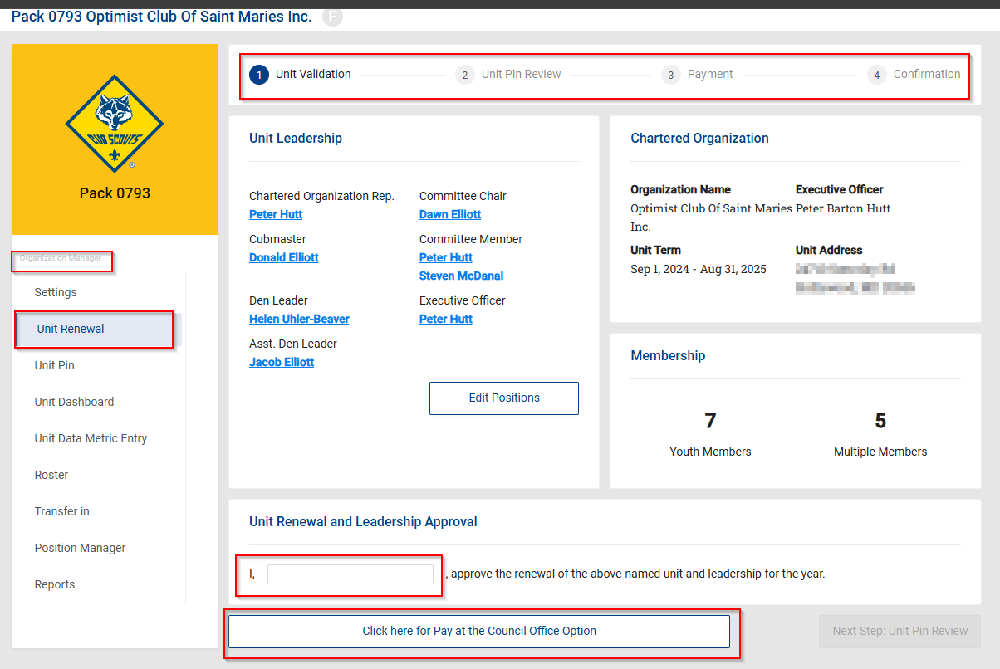 Pack 0793 Optimist Club Of Saint Maries Inc. F
CUB SCOUTS
®
Pack 0793
Organization Manager
Settings
Unit Renewal
Unit Pin
Unit Dashboard
Unit Data Metric Entry
Roster
Transfer in
Position Manager
Reports
1 Unit Validation 2 Unit Pin Review 3 Payment 4 Confirmation
Unit Leadership
Chartered Organization Rep. Committee Chair
Peter Hutt Dawn Elliott
Cubmaster Committee Member
Donald Elliott Peter Hutt
Steven McDanal
Den Leader Executive Officer
Helen Uhler-Beaver Peter Hutt
Asst. Den Leader
Jacob Elliott
Edit Positions
Chartered Organization
Organization Name Executive Officer
Optimist Club Of Saint Maries Peter Barton Hutt
Inc.
Unit Term Unit Address
Sep 1, 2024 - Aug 31, 2025
Membership
7 5
Youth Members Multiple Members
Unit Renewal and Leadership Approval
I, , approve the renewal of the above-named unit and leadership for the year.
Click here for Pay at the Council Office Option
Next Step: Unit Pin Review